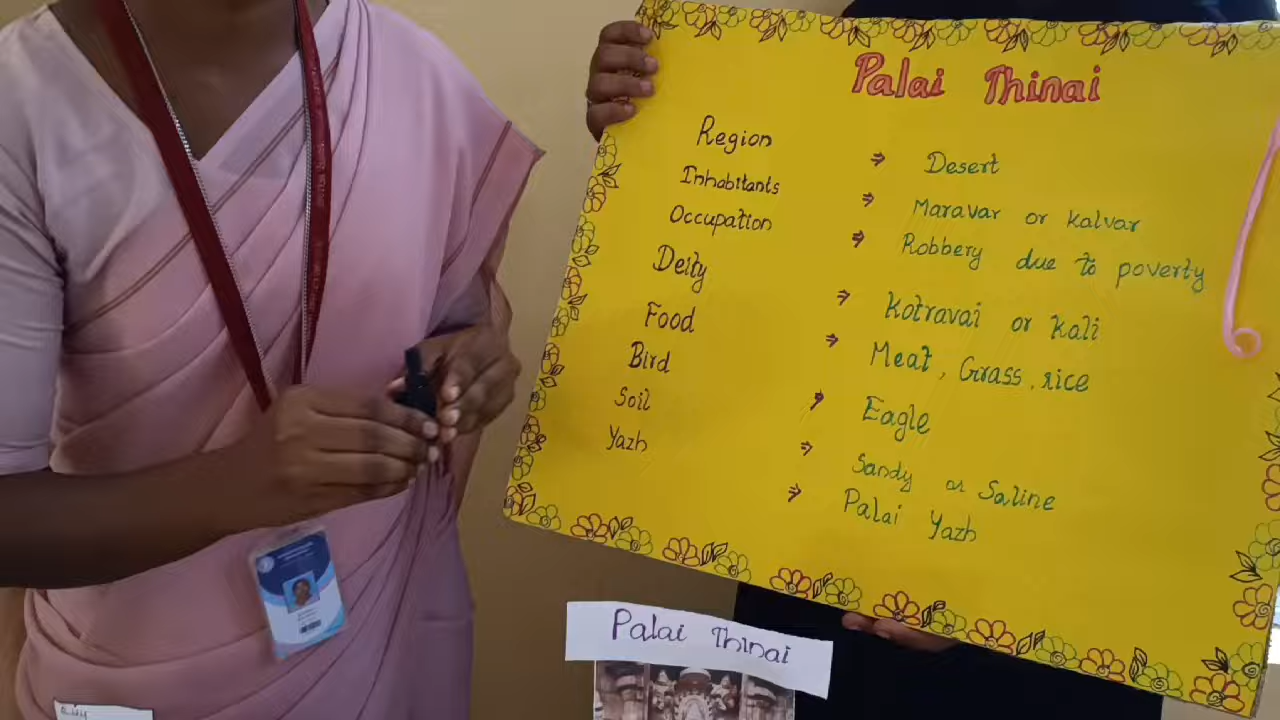 Palai Thinai
Region ⇒ Desert
Inhabitants ⇒ Maravar or Kalvar
Occupation ⇒ Robbery due to poverty
Deity ⇒ Kotravai or Kali
Food ⇒ Meat, Grass, rice
Bird ⇒ Eagle
Soil ⇒ Sandy or Saline
Yazh ⇒ Palai Yazh
Palai Thinai